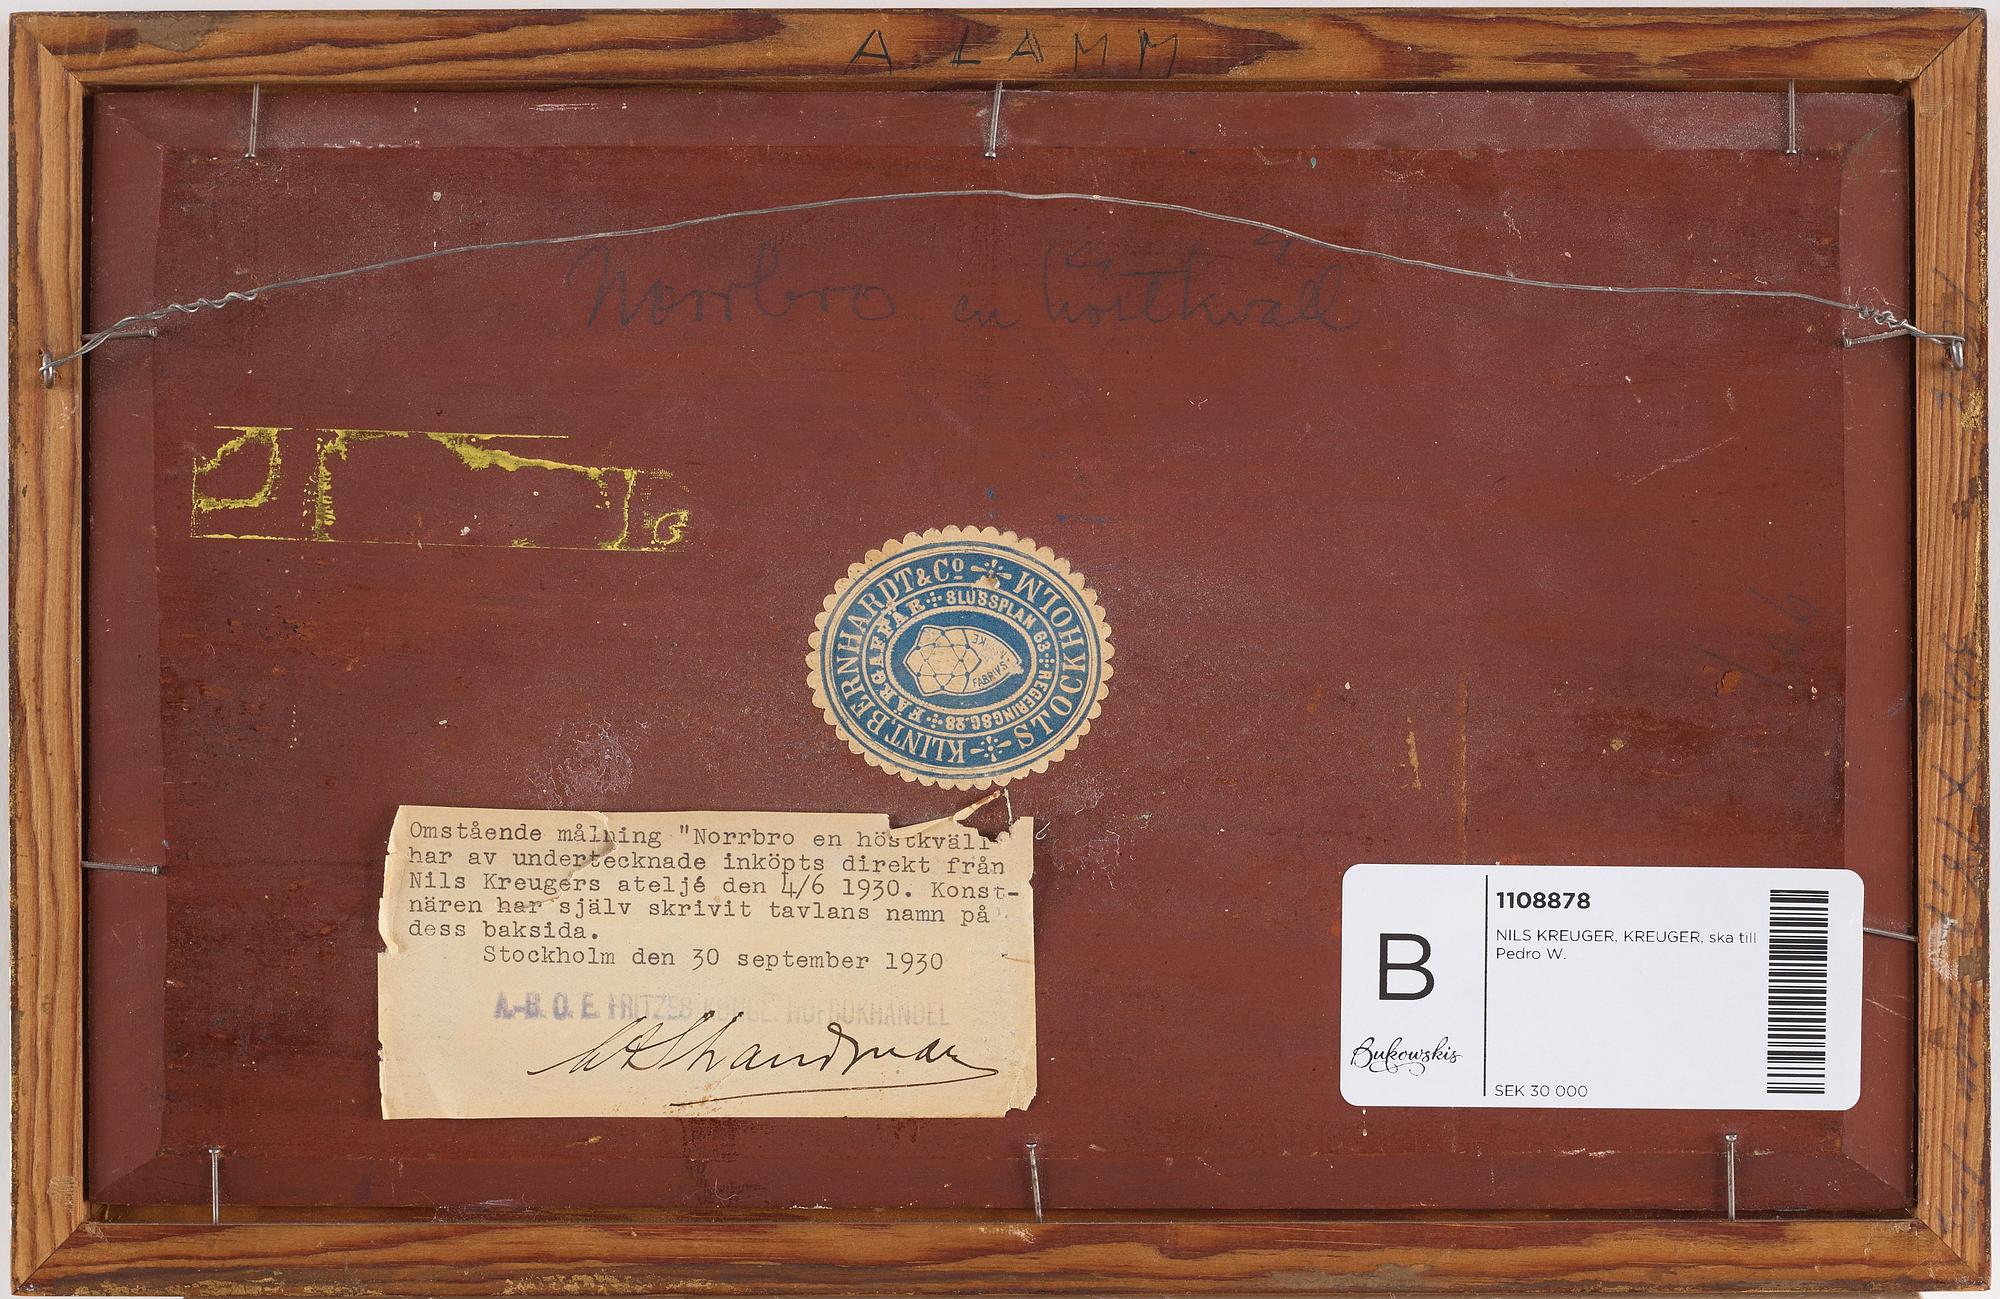 A. LAMM
Norrbro en höstkväll
KLINT, BERNHARDT & Co STOCKHOLM
FÄRGAFFÄR SLUSSPLAN 63 REGERINGSG. 28
FABRIKS MÄRKE
Omstående målning "Norrbro en höstkväll
har av undertecknade inköpts direkt från
Nils Kreugers ateljé den 4/6 1930. Konst-
nären har själv skrivit tavlans namn på
dess baksida.
Stockholm den 30 september 1930
A.-B. C. E. FRITZES KUNGL. HOFBOKHANDEL
B
Bukowskis
1108878
NILS KREUGER, KREUGER, ska till
Pedro W.
SEK 30 000